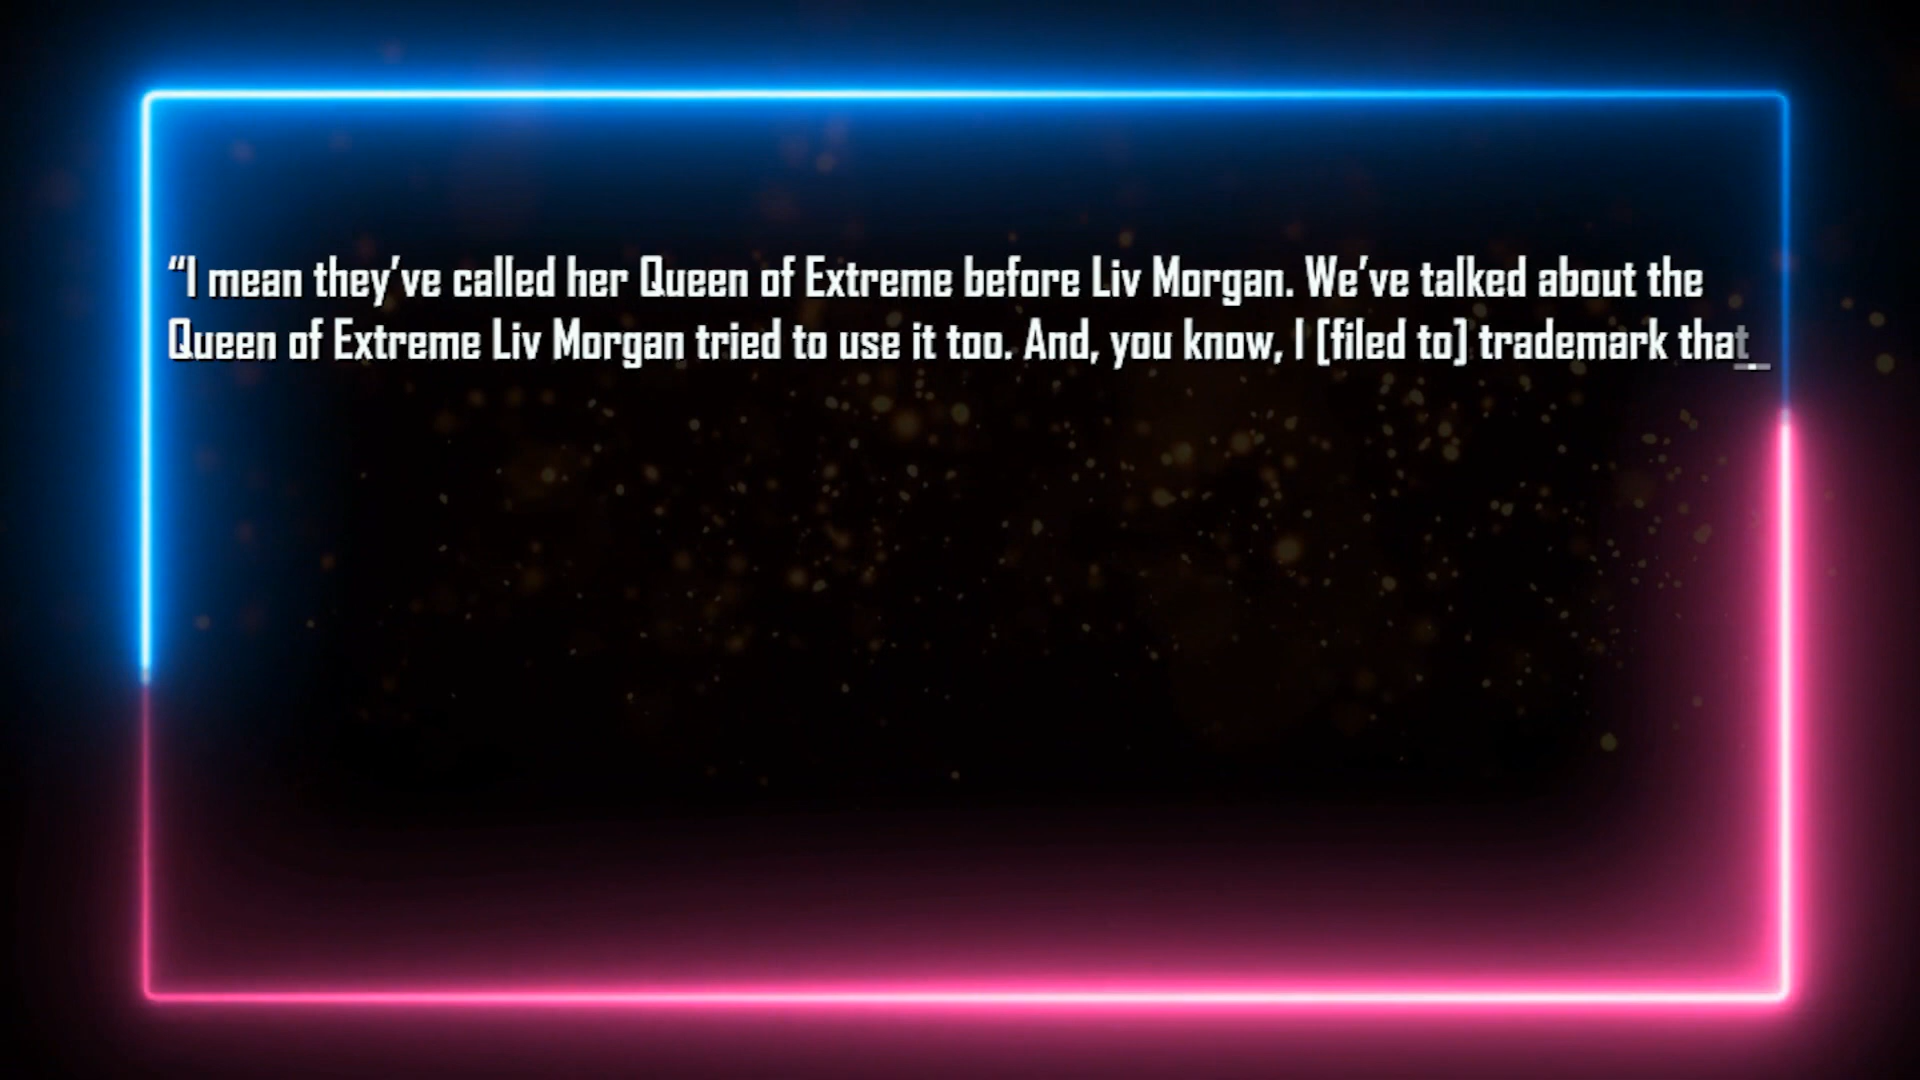 “I mean they’ve called her Queen of Extreme before Liv Morgan. We’ve talked about the
Queen of Extreme Liv Morgan tried to use it too. And, you know, I [filed to] trademark that_